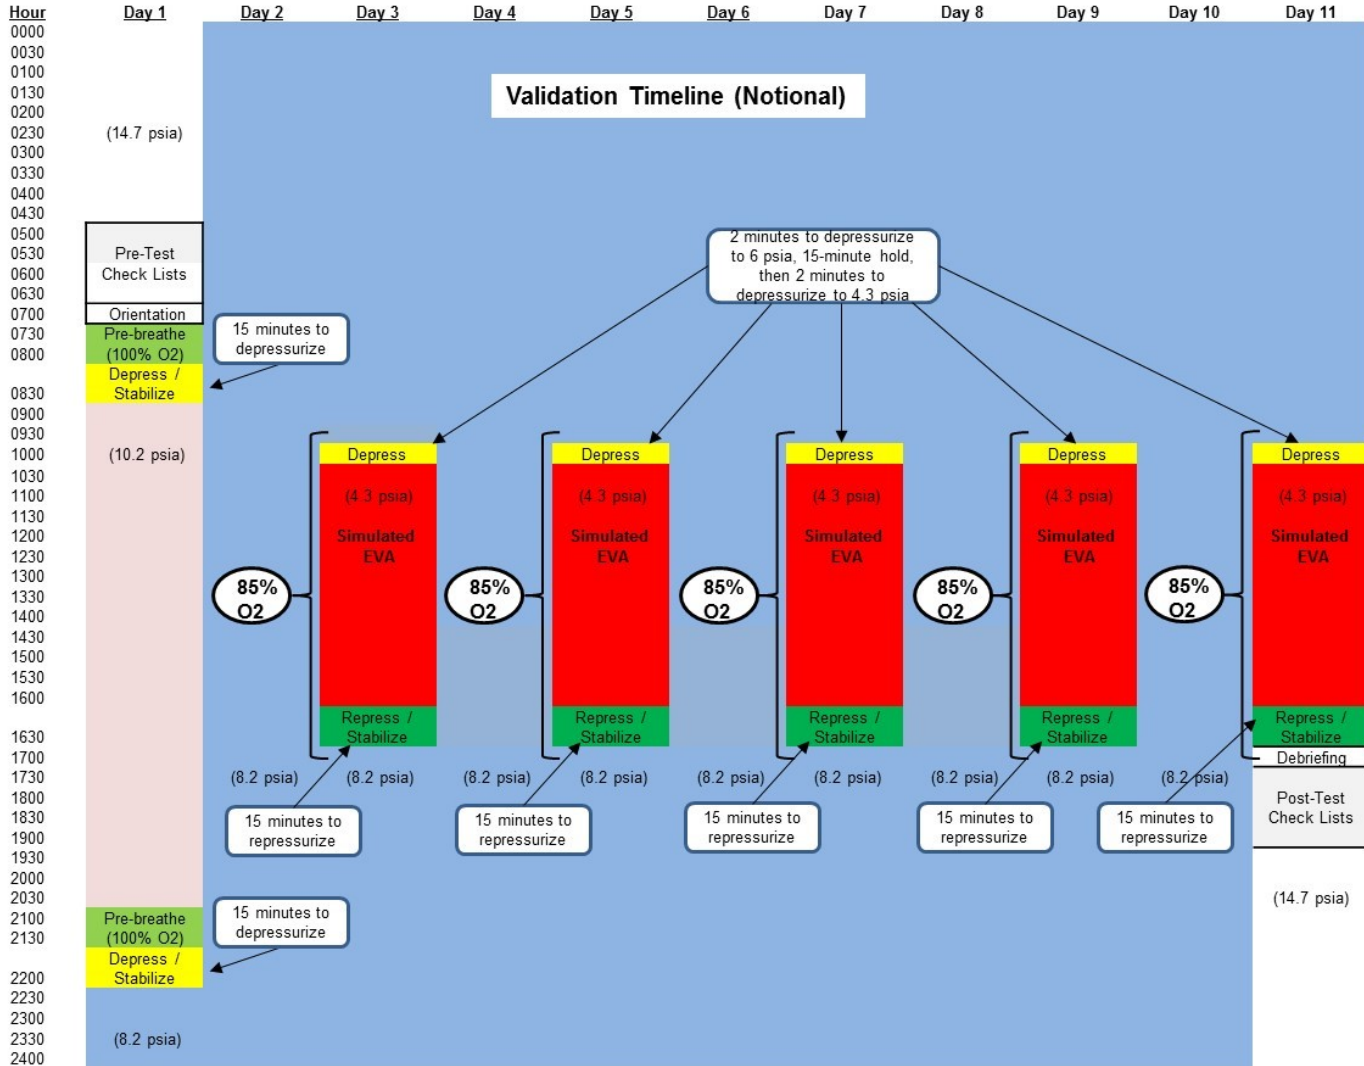 Hour Day 1 Day 2 Day 3 Day 4 Day 5 Day 6 Day 7 Day 8 Day 9 Day 10 Day 11
0000
0030
0100
Validation Timeline (Notional)
0130
0200
0230 (14.7 psia)
0300
0330
0400
0430
0500
0530 Pre-Test
0600 Check Lists
2 minutes to depressurize
to 6 psia, 15-minute hold,
then 2 minutes to
depressurize to 4.3 psia
0630
0700 Orientation
0730 Pre-breathe
0800 (100% O2)
15 minutes to
depressurize
Depress /
0830 Stabilize
0900
0930
1000 (10.2 psia) Depress Depress Depress Depress Depress
1030
1100 (4.3 psia) (4.3 psia) (4.3 psia) (4.3 psia) (4.3 psia)
1130
1200 Simulated Simulated Simulated Simulated Simulated
1230 EVA EVA EVA EVA EVA
1300
85% 85% 85% 85% 85%
1330
O2 O2 O2 O2 O2
1400
1430
1500
1530
1600
Repress / Repress / Repress / Repress / Repress /
1630 Stabilize Stabilize Stabilize Stabilize Stabilize
1700 Debriefing
1730 (8.2 psia) (8.2 psia) (8.2 psia) (8.2 psia) (8.2 psia) (8.2 psia) (8.2 psia) (8.2 psia) (8.2 psia)
1800 Post-Test
1830 Check Lists
15 minutes to
repressurize
15 minutes to
repressurize
15 minutes to
repressurize
15 minutes to
repressurize
15 minutes to
repressurize
1900
1930
2000
2030 (14.7 psia)
2100 Pre-breathe
2130 (100% O2)
15 minutes to
depressurize
Depress /
2200 Stabilize
2230
2300
2330 (8.2 psia)
2400